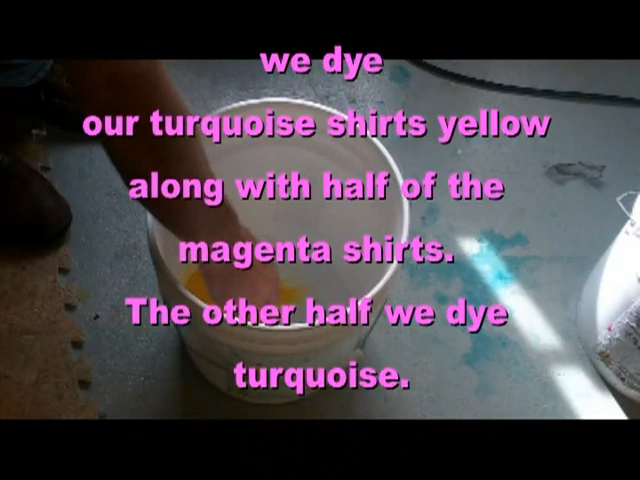 we dye
our turquoise shirts yellow
along with half of the
magenta shirts.
The other half we dye
turquoise.